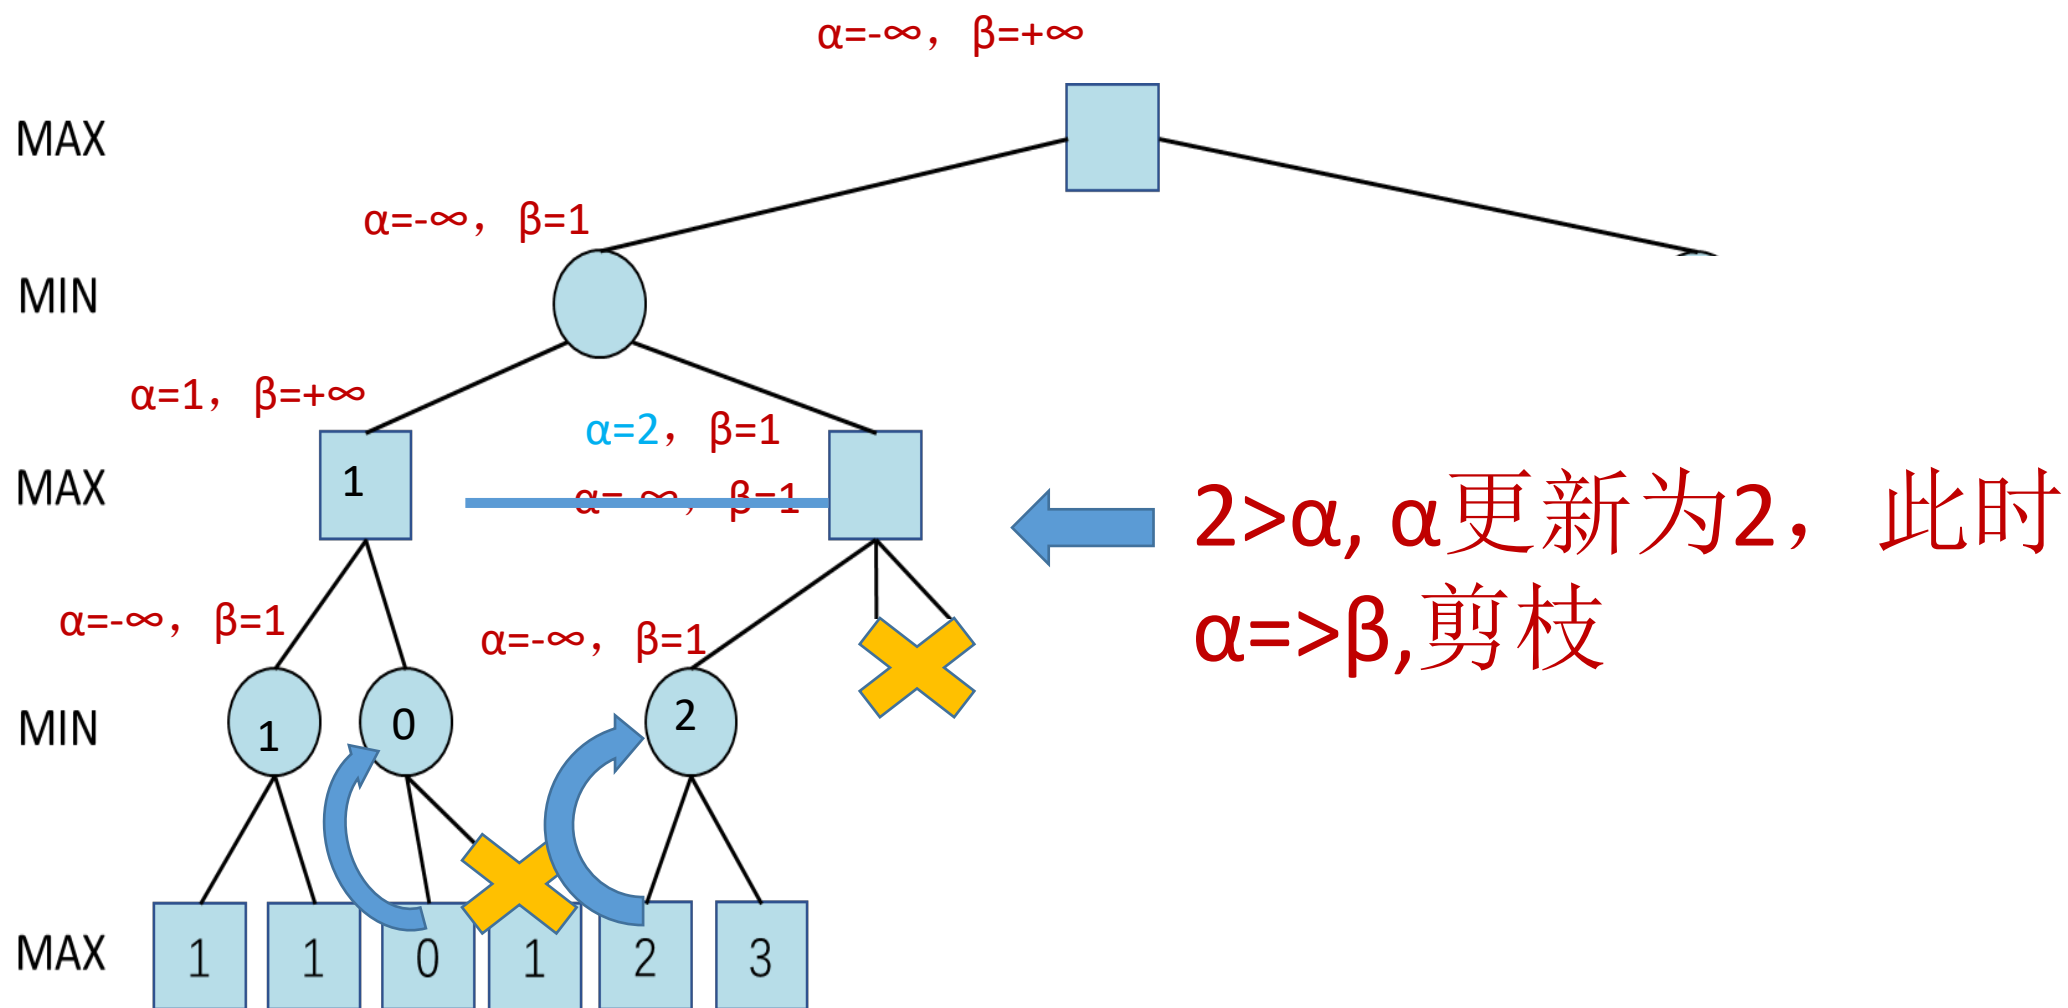 α=-∞，β=+∞
MAX
α=-∞，β=1
MIN
α=1，β=+∞
α=2，β=1
MAX
1
α=-∞，β=1
2>α, α更新为2，此时
α=>β,剪枝
α=-∞，β=1
α=-∞，β=1
MIN
1
0
2
MAX
1
1
0
1
2
3